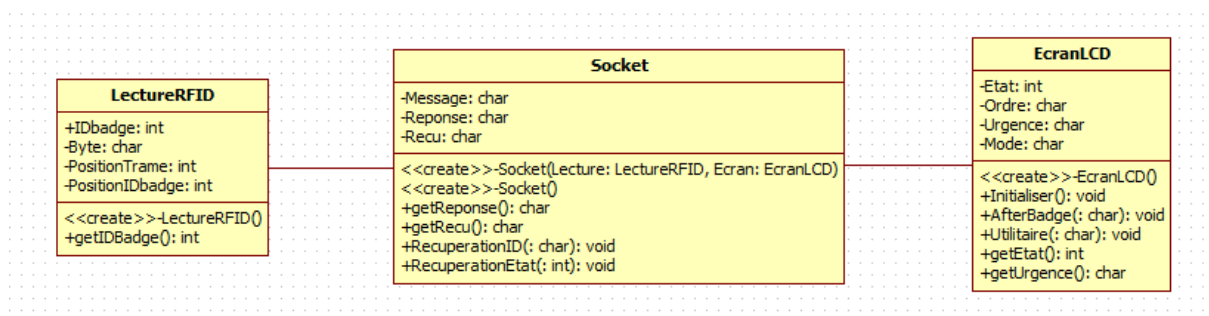 LectureRFID
+IDbadge: int
-Byte: char
-PositionTrame: int
-PositionIDbadge: int
<<create>>-LectureRFID()
+getIDBadge(): int
Socket
-Message: char
-Reponse: char
-Recu: char
<<create>>-Socket(Lecture: LectureRFID, Ecran: EcranLCD)
<<create>>-Socket()
+getReponse(): char
+getRecu(): char
+RecuperationID(: char): void
+RecuperationEtat(: int): void
EcranLCD
-Etat: int
-Ordre: char
-Urgence: char
-Mode: char
<<create>>-EcranLCD()
+Initialiser(): void
+AfterBadge(: char): void
+Utilitaire(: char): void
+getEtat(): int
+getUrgence(): char